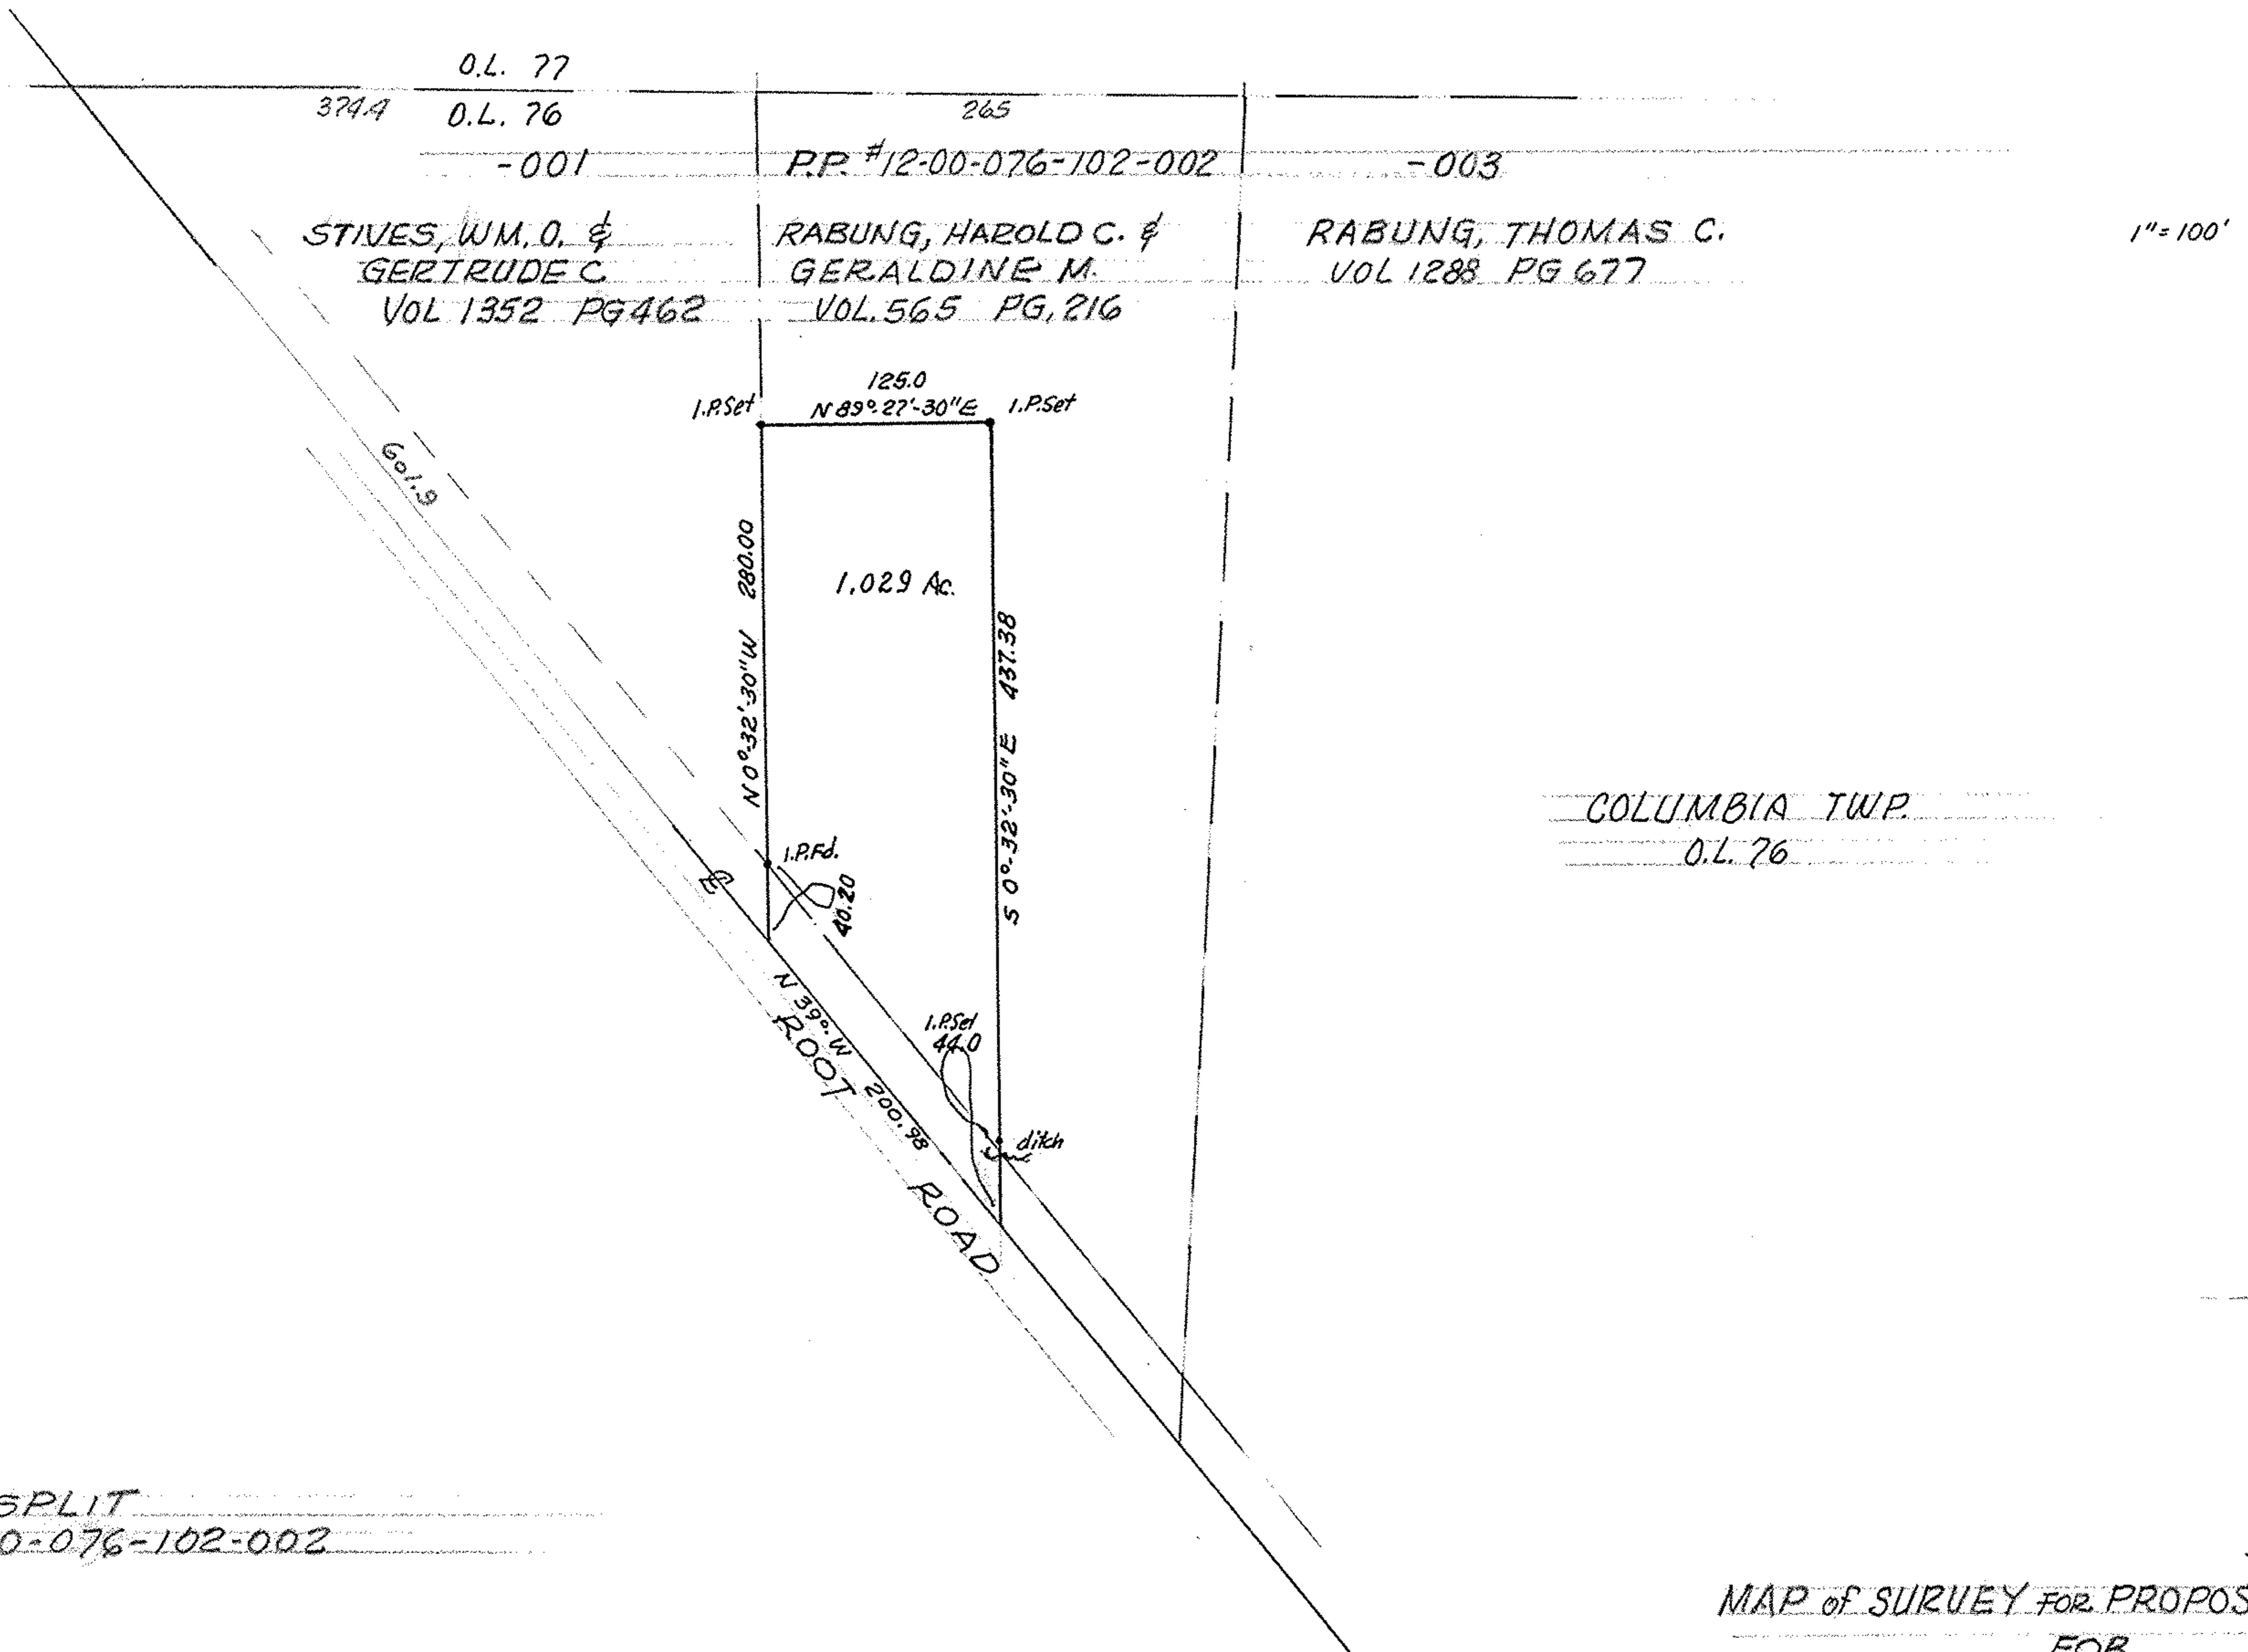 O.L. 77
374.4 O.L. 76 265
-001 P.P. #12-00-076-102-002 -003
STIVES, WM. O. &
GERTRUDE C.
VOL 1352 PG 462
RABUNG, HAROLD C. &
GERALDINE M.
VOL. 565 PG. 216
RABUNG, THOMAS C.
VOL 1288 PG 677
1"=100'
125.0
I.P.Set N 89°-27'-30"E I.P.Set
601.9
N 0°-32'-30"W 280.00
1.029 Ac.
S 0°-32'-30"E 437.38
COLUMBIA TWP.
O.L. 76
I.P.Fd.
℄
40.20
N 39°-W 200.98
ROOT ROAD
I.P.Set
44.0
ditch
SPLIT
0-076-102-002
MAP of SURVEY FOR PROPOS
FOR